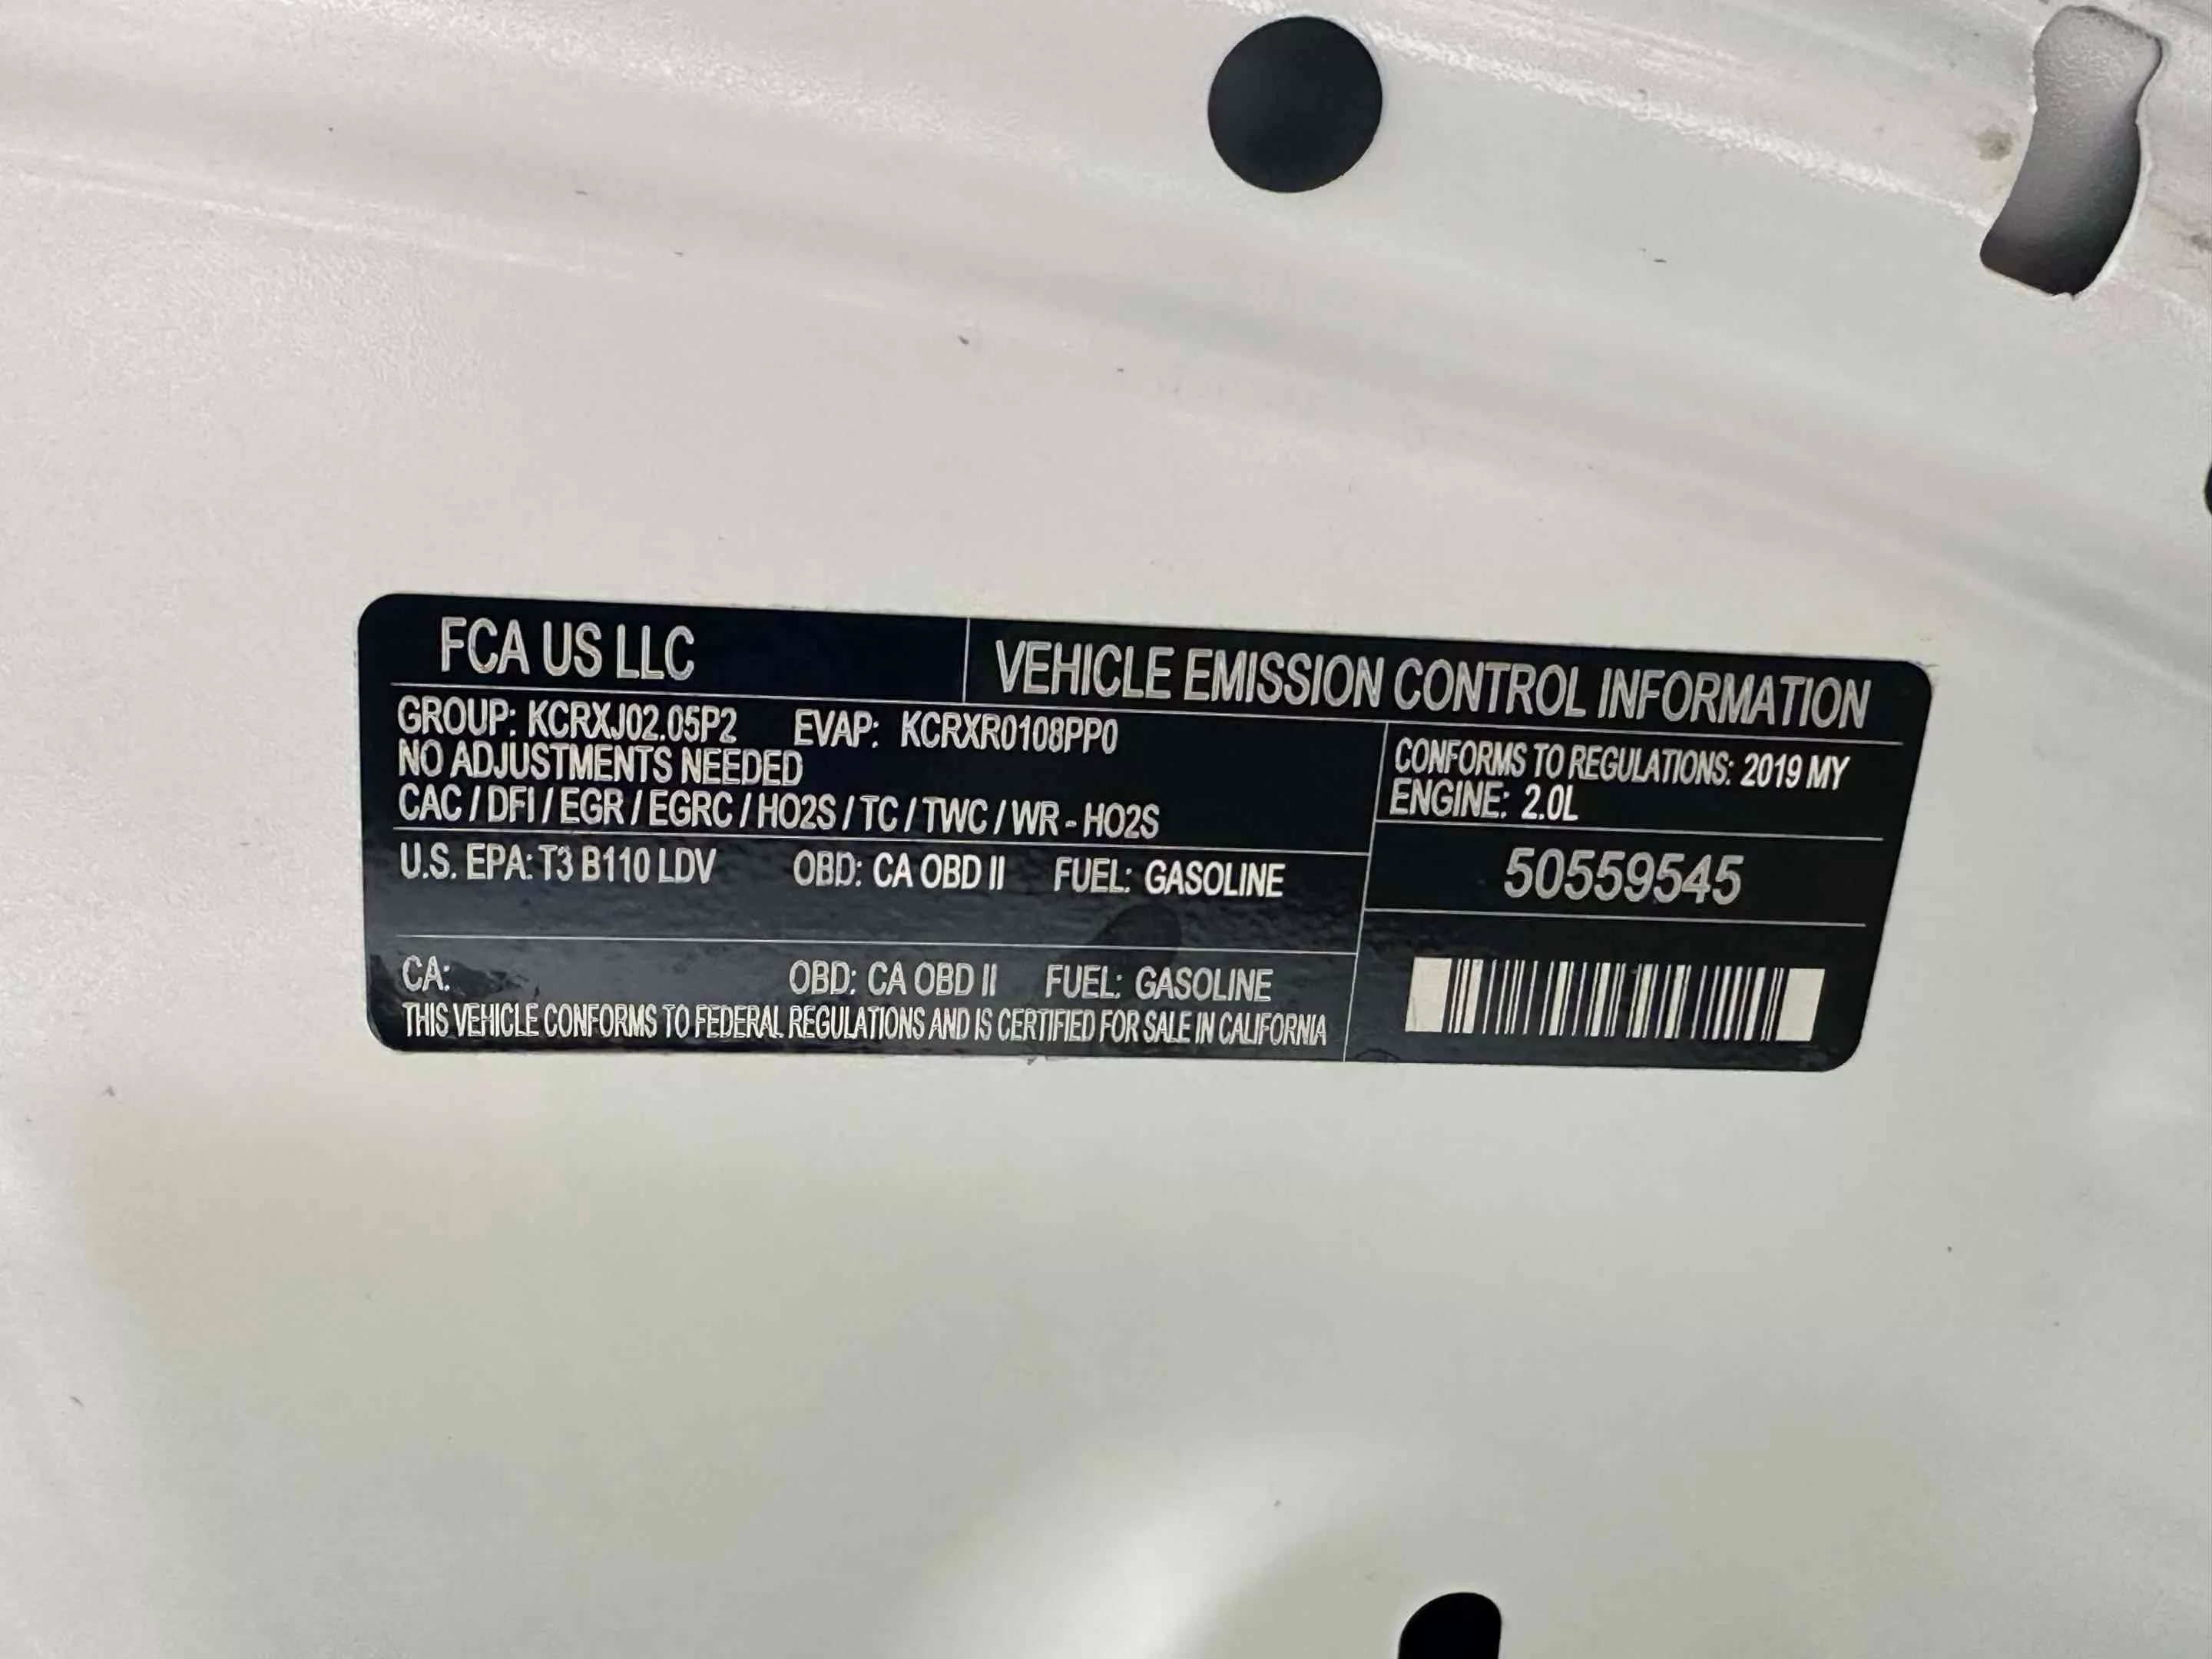 FCA US LLC
VEHICLE EMISSION CONTROL INFORMATION
GROUP: KCRXJ02.05P2 EVAP: KCRXR0108PP0
NO ADJUSTMENTS NEEDED
CAC / DFI / EGR / EGRC / HO2S / TC / TWC / WR - HO2S
CONFORMS TO REGULATIONS: 2019 MY
ENGINE: 2.0L
U.S. EPA: T3 B110 LDV OBD: CA OBD II FUEL: GASOLINE
50559545
CA: OBD: CA OBD II FUEL: GASOLINE
THIS VEHICLE CONFORMS TO FEDERAL REGULATIONS AND IS CERTIFIED FOR SALE IN CALIFORNIA